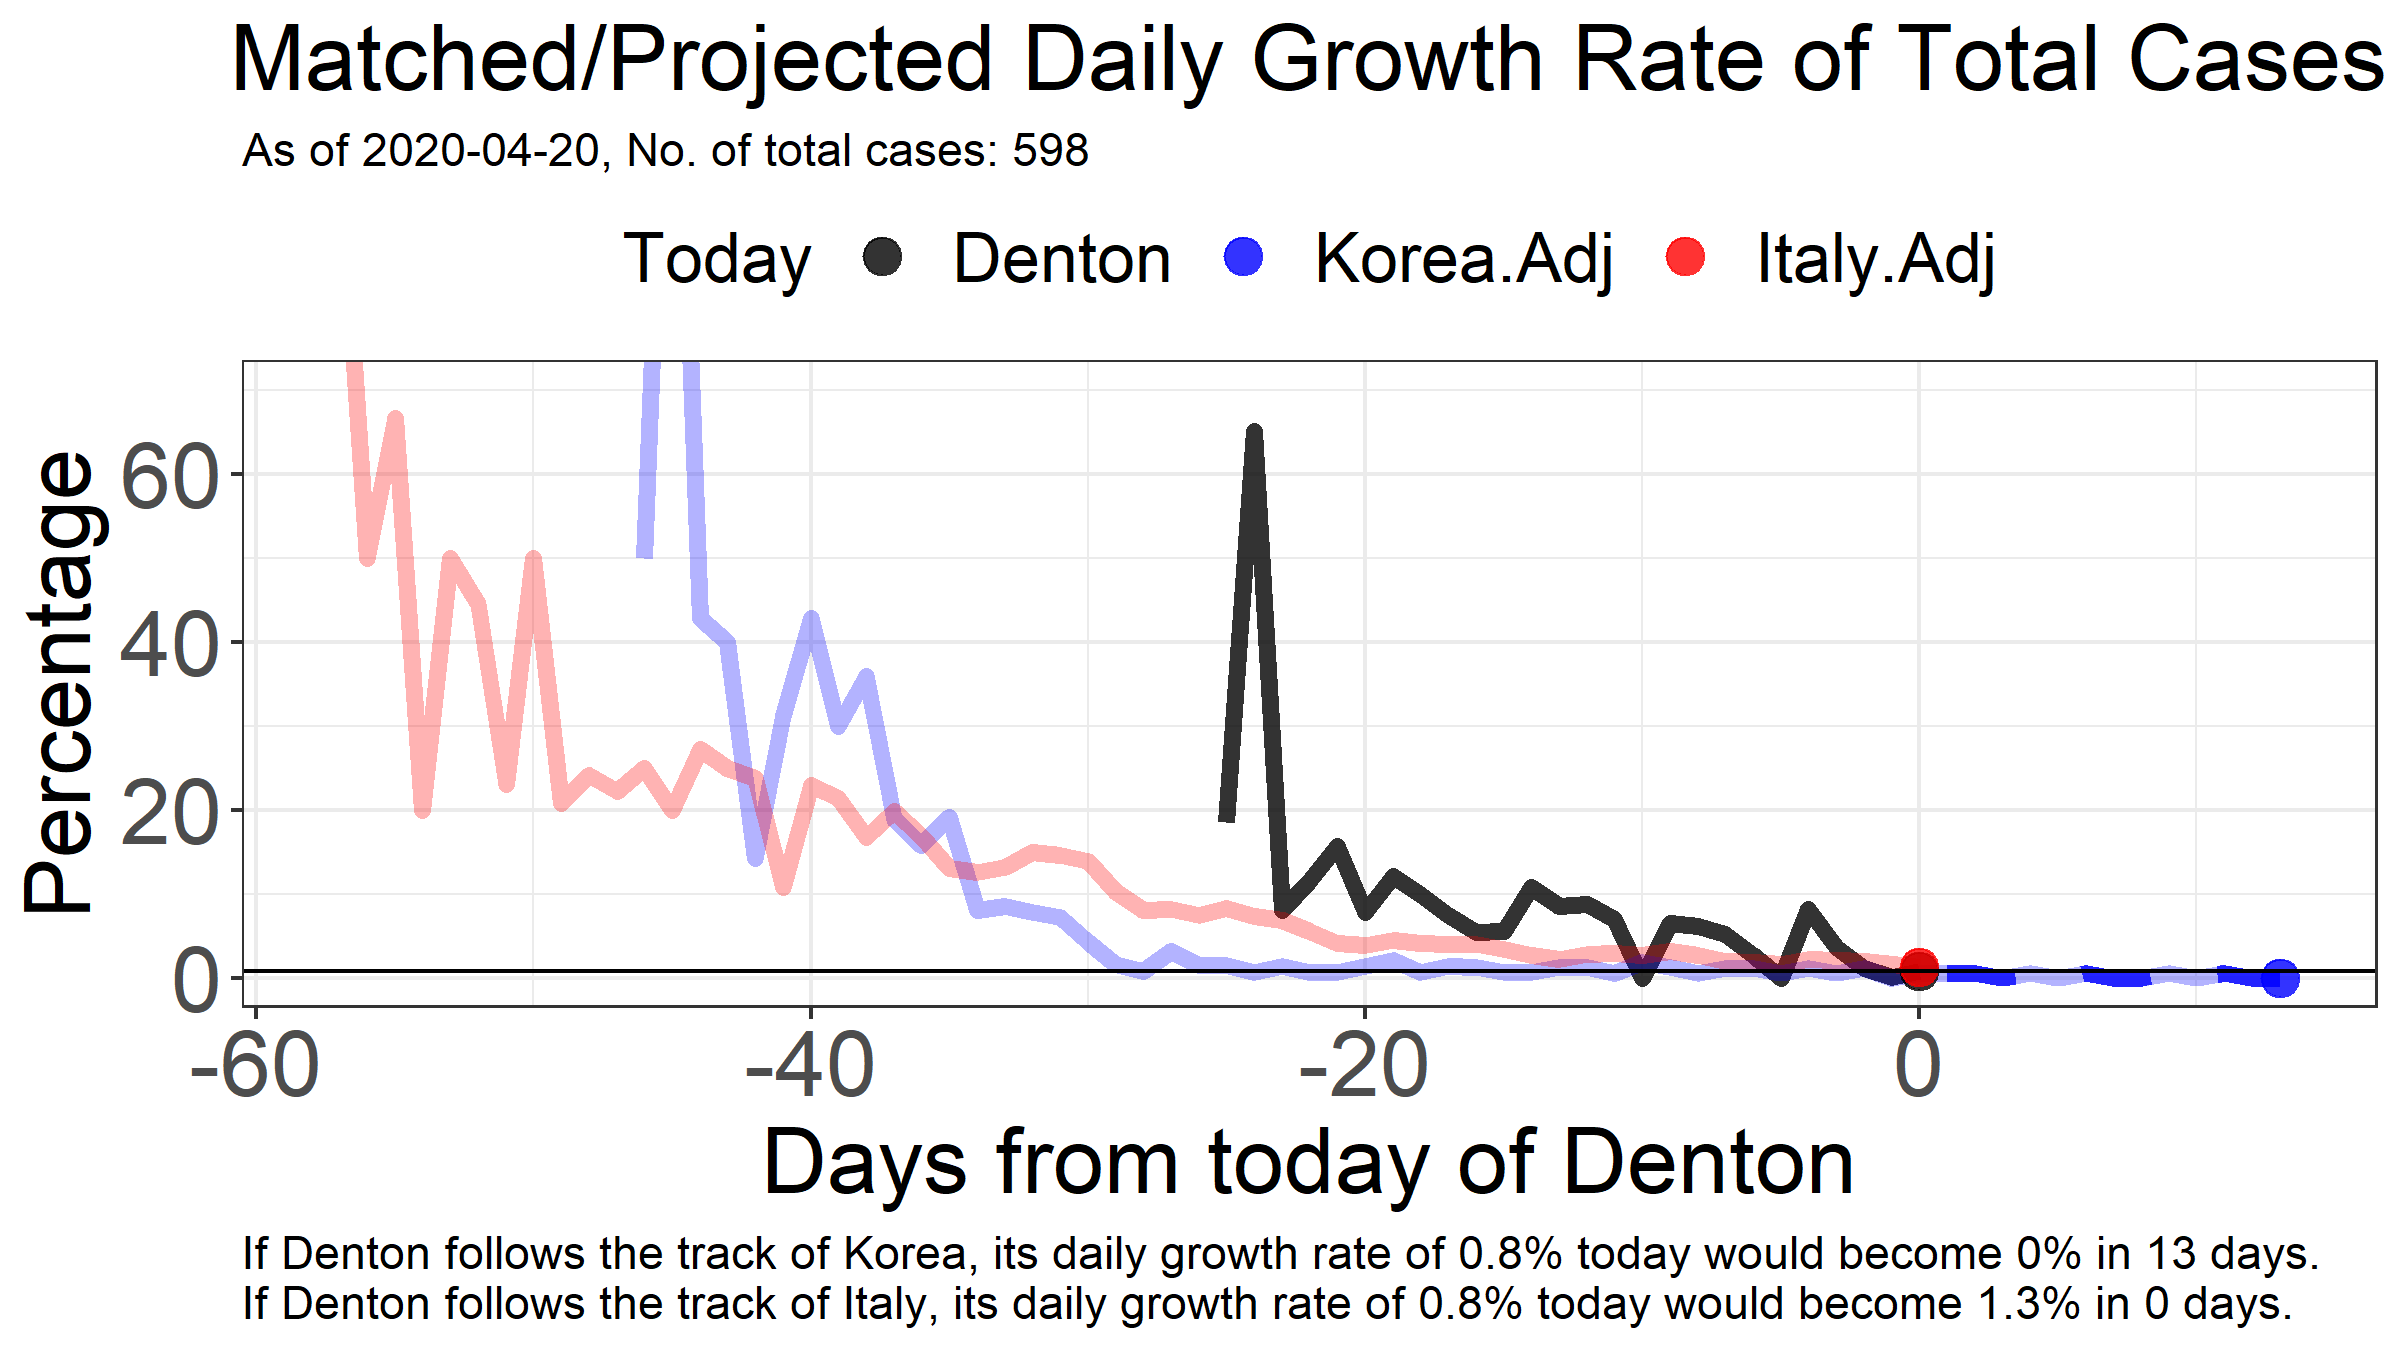 Matched/Projected Daily Growth Rate of Total Cases
As of 2020-04-20, No. of total cases: 598
Today Denton Korea.Adj Italy.Adj
Percentage
60
40
20
0
-60 -40 -20 0
Days from today of Denton
If Denton follows the track of Korea, its daily growth rate of 0.8% today would become 0% in 13 days.
If Denton follows the track of Italy, its daily growth rate of 0.8% today would become 1.3% in 0 days.